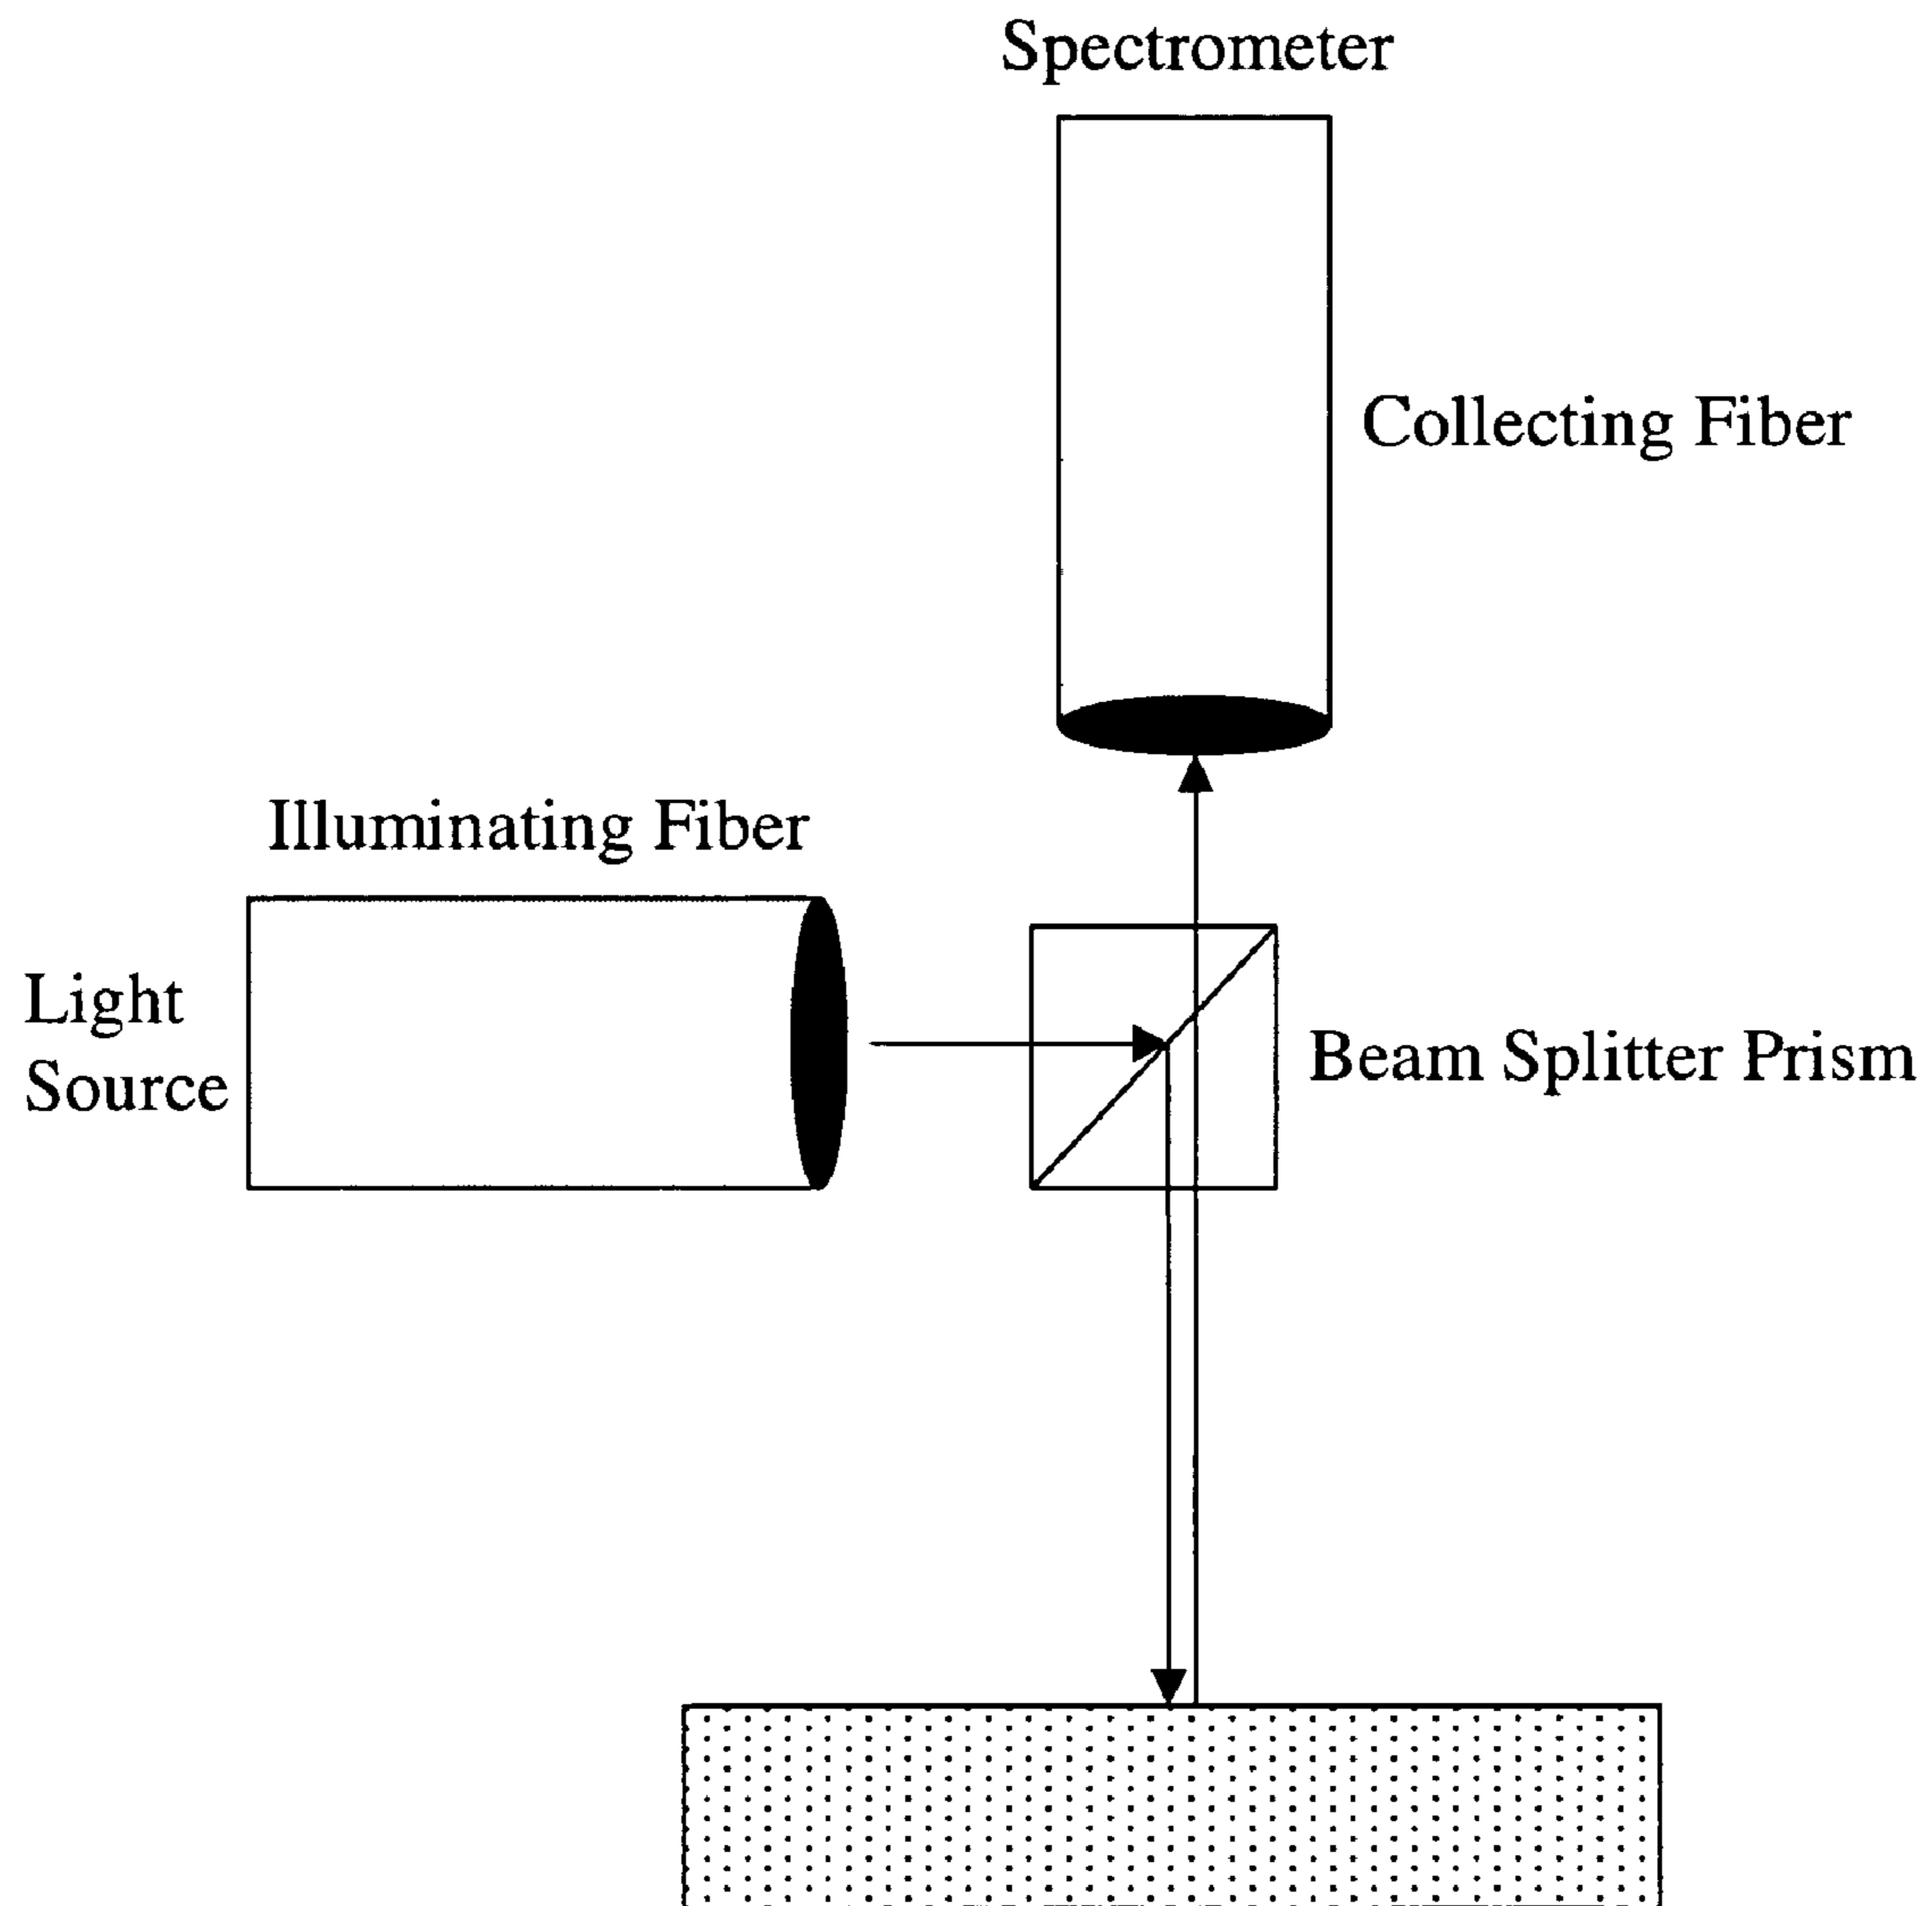 Spectrometer
Collecting Fiber
Illuminating Fiber
Light
Source
Beam Splitter Prism